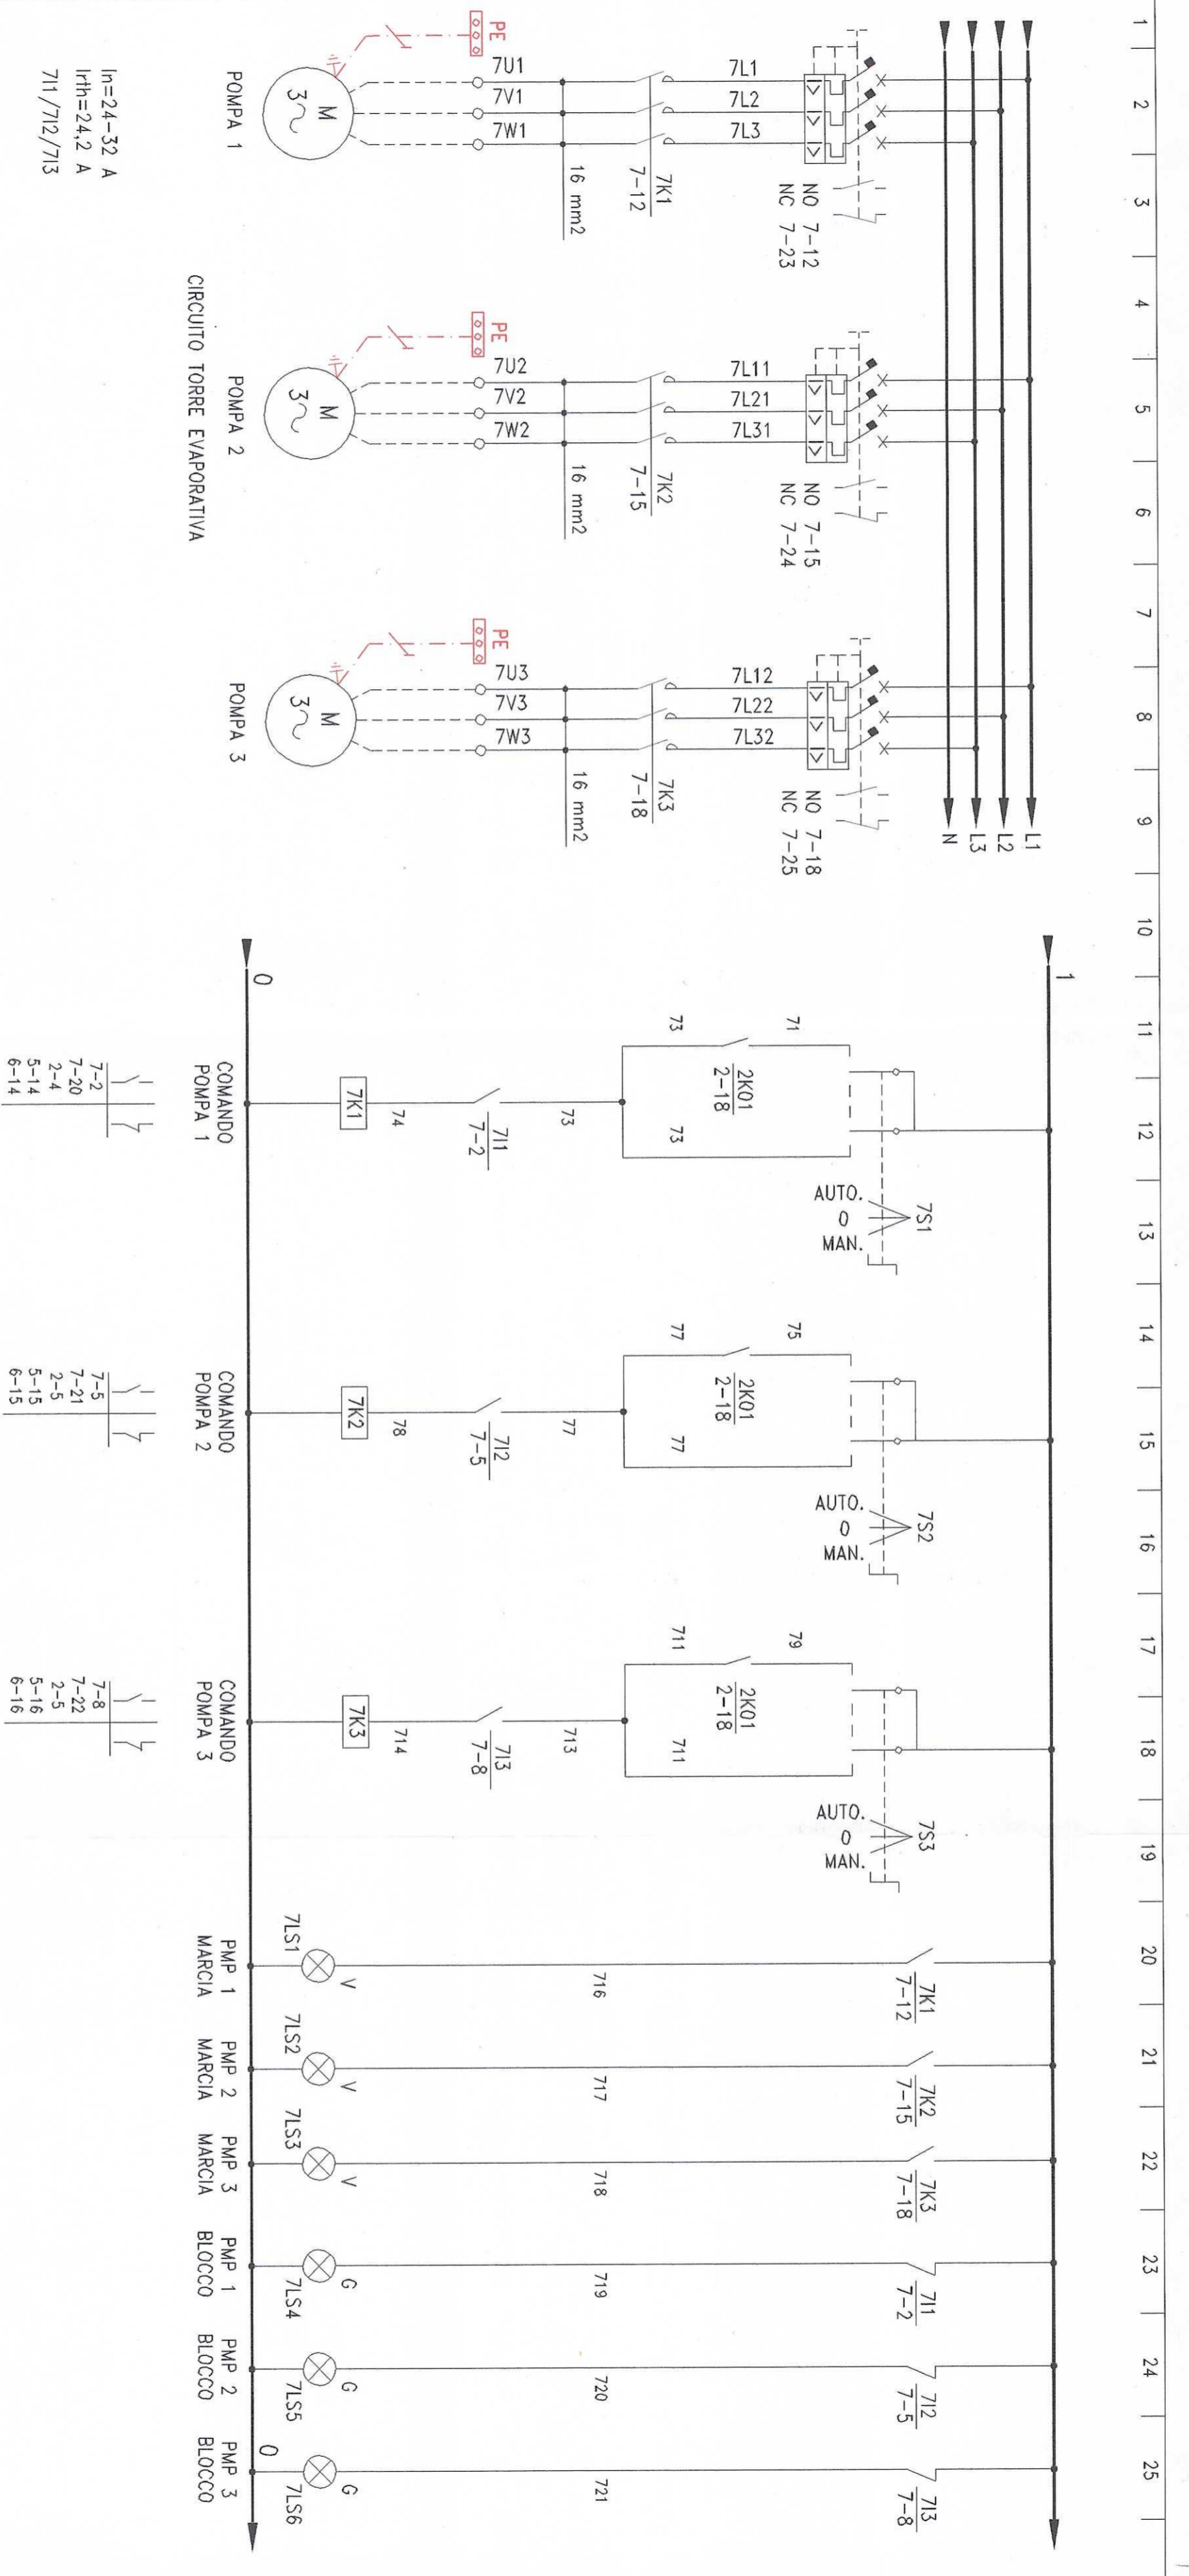 1 2 3 4 5 6 7 8 9 10 11 12 13 14 15 16 17 18 19 20 21 22 23 24 25
L1
L2
L3
N
NO 7-12
NC 7-23
7L1
7L2
7L3
7K1
7-12
16 mm2
PE
7U1
7V1
7W1
M
3~
POMPA 1
NO 7-15
NC 7-24
7L11
7L21
7L31
7K2
7-15
16 mm2
PE
7U2
7V2
7W2
M
3~
POMPA 2
NO 7-18
NC 7-25
7L12
7L22
7L32
7K3
7-18
16 mm2
PE
7U3
7V3
7W3
M
3~
POMPA 3
CIRCUITO TORRE EVAPORATIVA
In=24-32 A
Irth=24,2 A
7I1/7I2/7I3
1
0
7S1
AUTO.
0
MAN.
71
2K01
2-18
73
73
73
7I1
7-2
74
7K1
COMANDO
POMPA 1
7-2
7-20
2-4
5-14
6-14
7S2
AUTO.
0
MAN.
75
2K01
2-18
77
77
77
7I2
7-5
78
7K2
COMANDO
POMPA 2
7-5
7-21
2-5
5-15
6-15
7S3
AUTO.
0
MAN.
79
2K01
2-18
711
711
713
7I3
7-8
714
7K3
COMANDO
POMPA 3
7-8
7-22
2-5
5-16
6-16
7K1
7-12
716
V
7LS1
PMP 1
MARCIA
7K2
7-15
717
V
7LS2
PMP 2
MARCIA
7K3
7-18
718
V
7LS3
PMP 3
MARCIA
7I1
7-2
719
G
7LS4
PMP 1
BLOCCO
7I2
7-5
720
G
7LS5
PMP 2
BLOCCO
7I3
7-8
721
G
7LS6
0
PMP 3
BLOCCO